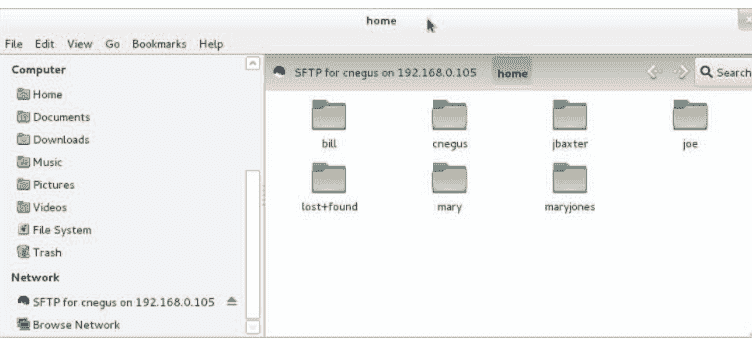 home
File Edit View Go Bookmarks Help
Computer
Home
Documents
Downloads
Music
Pictures
Videos
File System
Trash
Network
SFTP for cnegus on 192.168.0.105
Browse Network
SFTP for cnegus on 192.168.0.105 home Search
bill cnegus jbaxter joe
lost+found mary maryjones